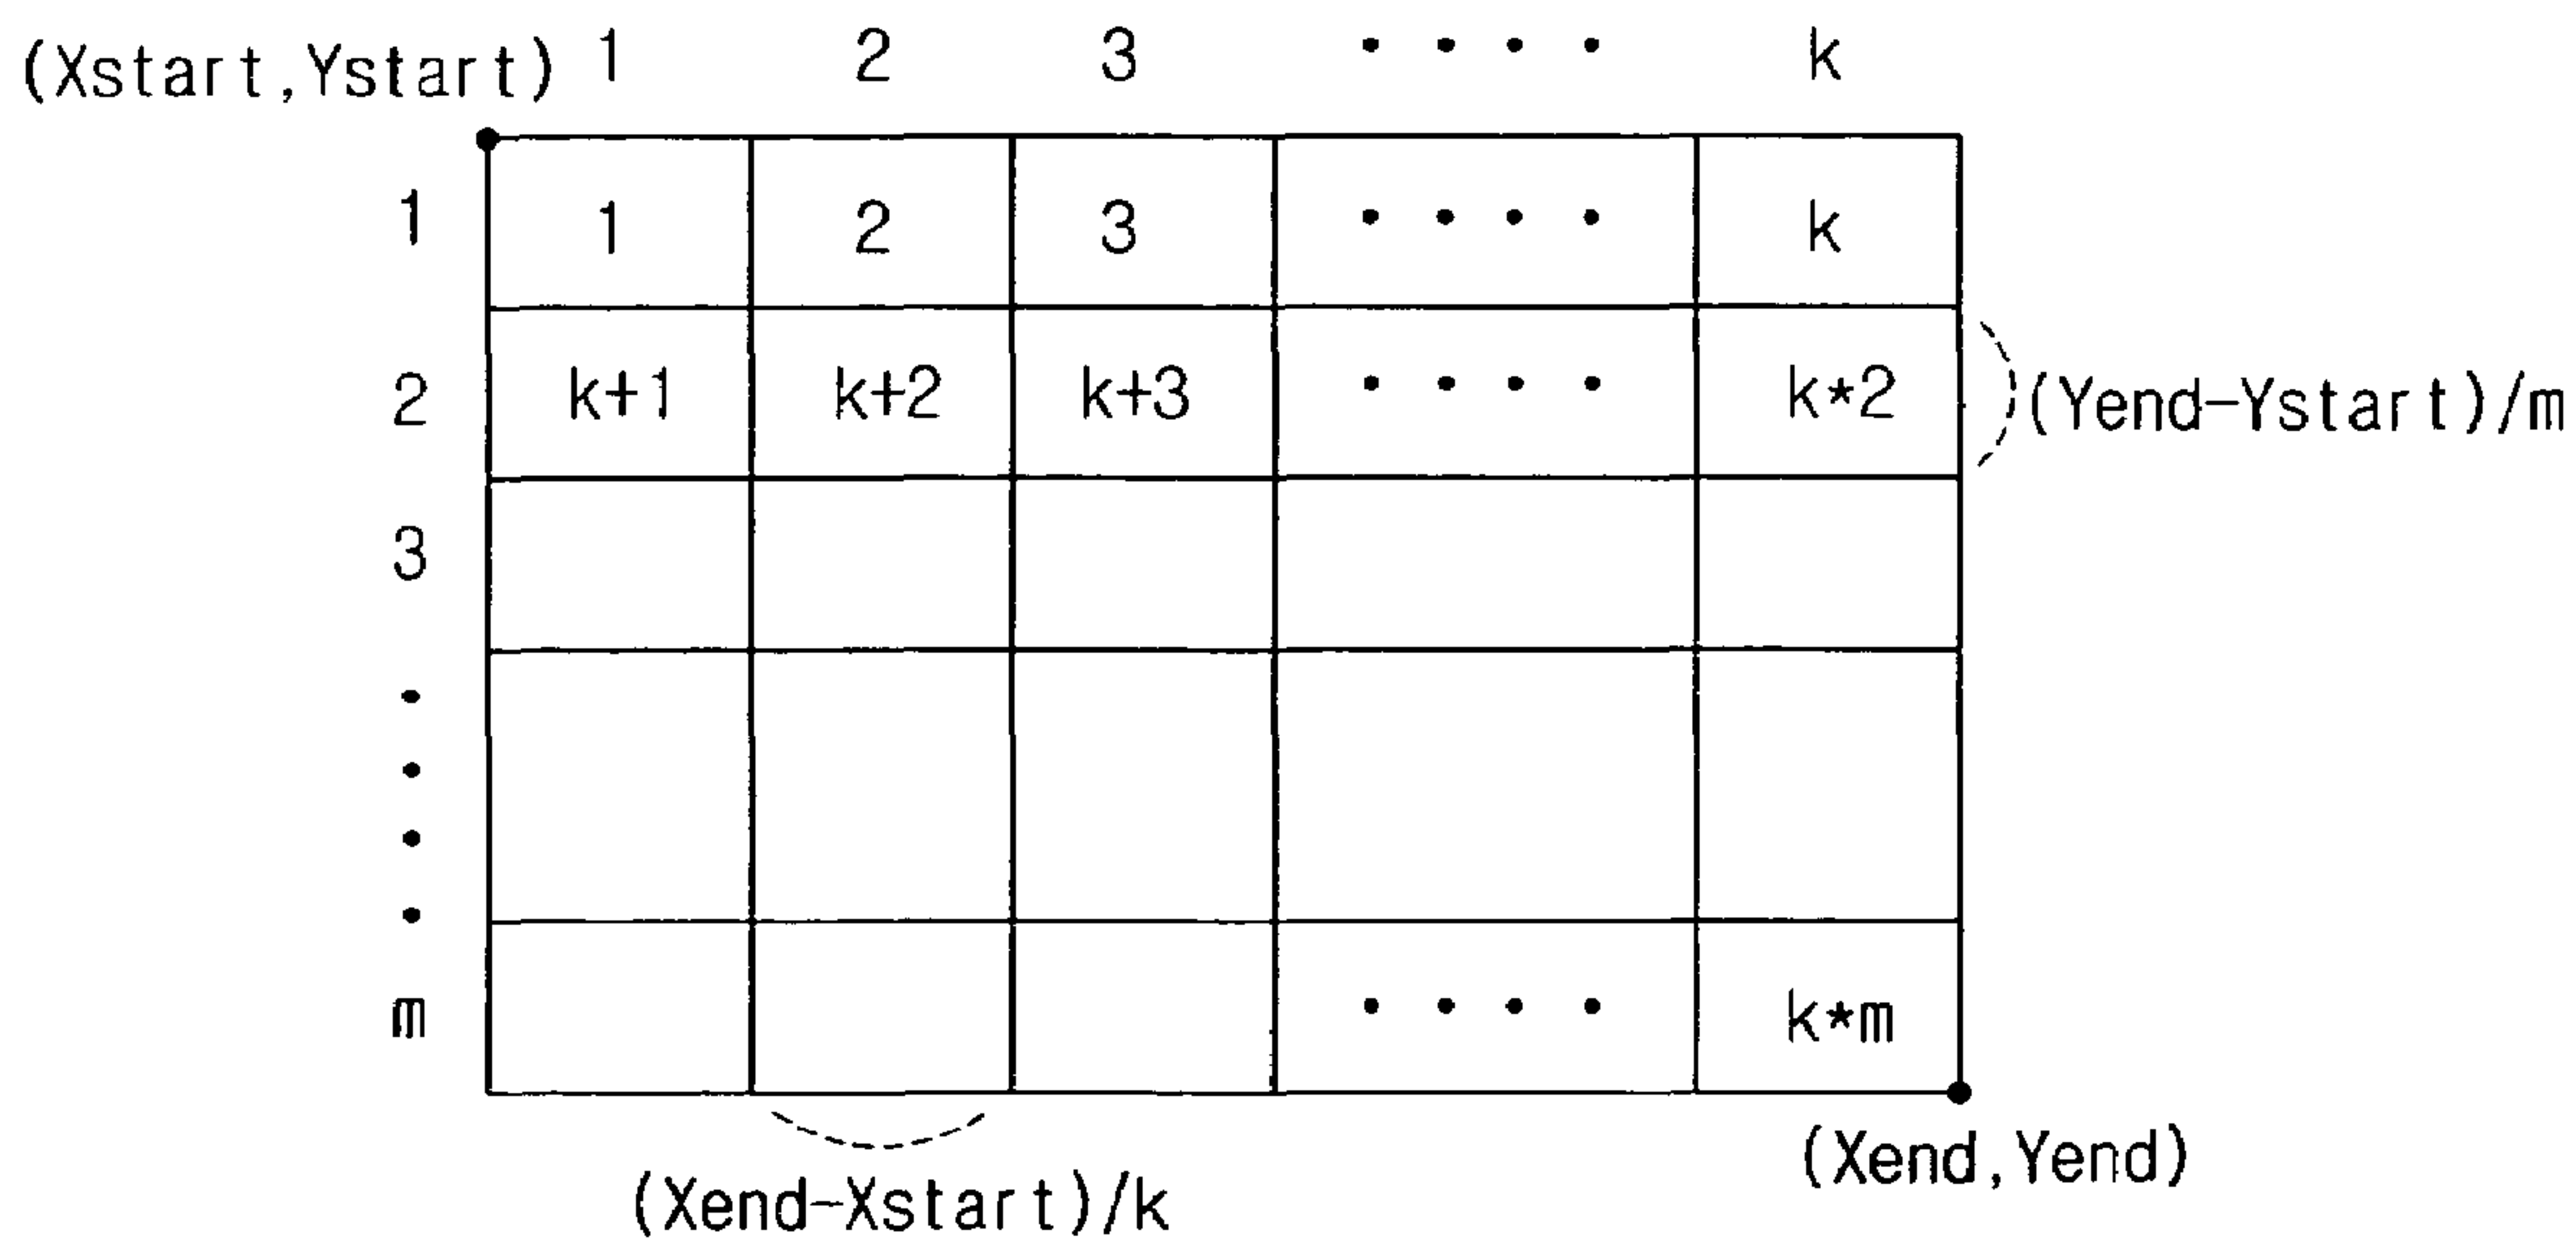 (Xstart,Ystart) 1 2 3 • • • • k
1 1 2 3 • • • • k
2 k+1 k+2 k+3 • • • • k*2 (Yend-Ystart)/m
3
•
•
•
•
m • • • • k*m
(Xend,Yend)
(Xend-Xstart)/k